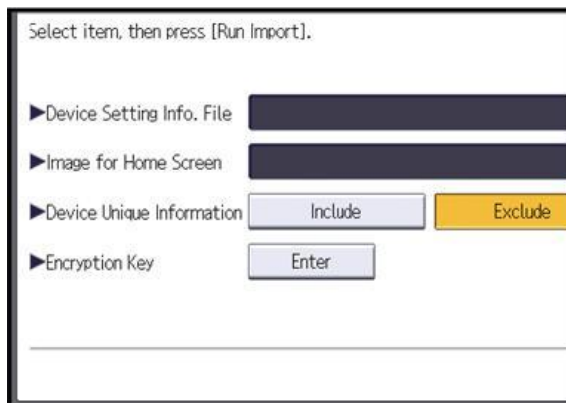 Select item, then press [Run Import].
▶Device Setting Info. File
▶Image for Home Screen
▶Device Unique Information Include Exclude
▶Encryption Key Enter